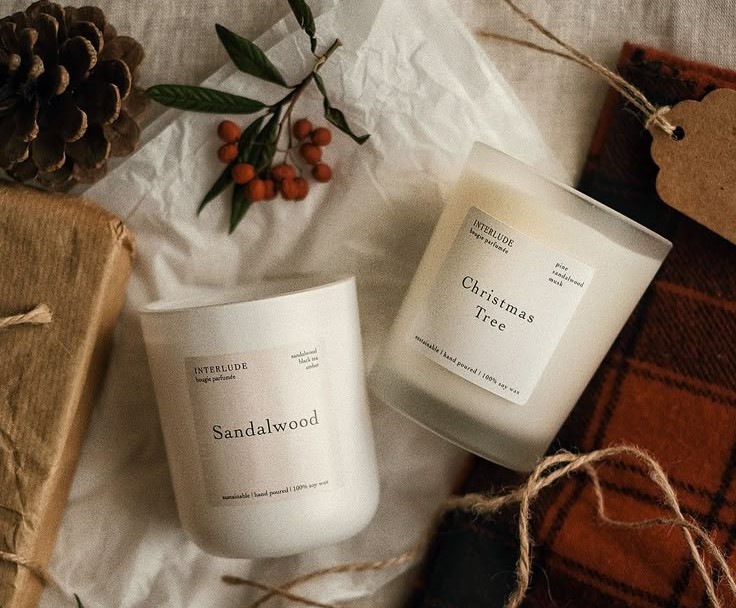 INTERLUDE
bougie parfumée
sandalwood
black tea
amber
Sandalwood
sustainable | hand poured | 100% soy wax
INTERLUDE
bougie parfumée
pine
sandalwood
musk
Christmas
Tree
sustainable | hand poured | 100% soy wax